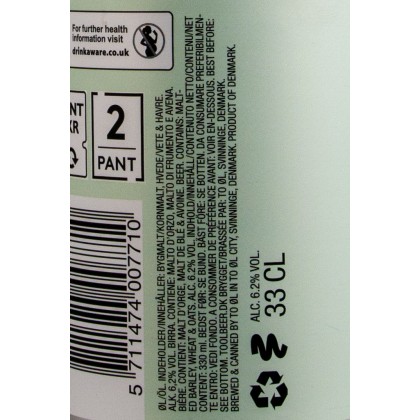 For further health
information visit
drinkaware.co.uk
NT
KR
2
PANT
5 711474 007710
ØL/ÖL. INDEHOLDER/INNEHÅLLER: BYGMALT/KORNMALT, HVEDE/VETE & HAVRE.
ALK. 6,2% VOL. BIRRA. CONTIENE: MALTO D'ORZO, MALTO DI FRUMENTO E AVENA.
BIERE. CONTIENT: MALT D'ORGE, MALT DE BLÉ & AVOINE. BEER. CONTAINS: MALT-
ED BARLEY, WHEAT & OATS. ALC. 6.2% VOL. INDHOLD/INNEHÅLL/CONTENUTO NETTO/CONTENU/NET
CONTENT: 330 ml. BEDST FØR: SE BUND. BÄST FÖRE: SE BOTTEN. DA CONSUMARE PREFERIBILMEN-
TE ENTRO: VEDI FONDO. A CONSOMMER DE PREFERENCE AVANT: VOIR EN-DESSOUS. BEST BEFORE:
SEE BOTTOM. TOOLBEER.DK BRYGGET/BRASSÉE PAR: TO ØL, SVINNINGE, DENMARK.
BREWED & CANNED BY TO ØL IN TO ØL CITY, SVINNINGE, DENMARK. PRODUCT OF DENMARK.
ALC. 6.2% VOL.
33 CL